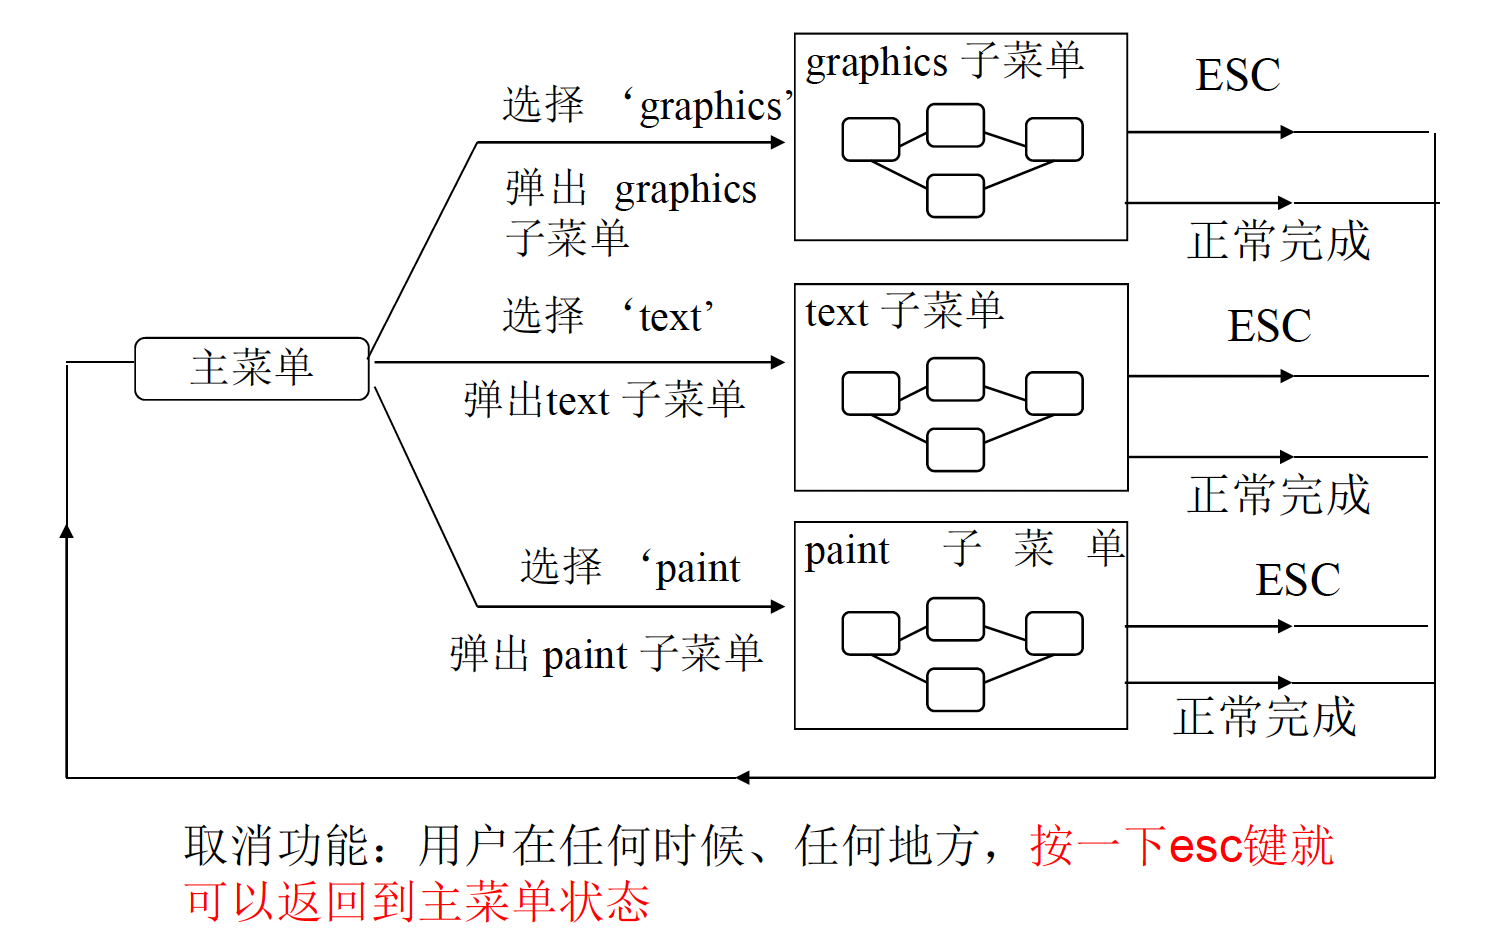 graphics 子菜单
ESC
选择 ‘graphics’
弹出 graphics
子菜单
正常完成
选择 ‘text’
text 子菜单
ESC
主菜单
弹出text 子菜单
正常完成
选择 ‘paint
paint 子 菜 单
ESC
弹出 paint 子菜单
正常完成
取消功能：用户在任何时候、任何地方，按一下esc键就
可以返回到主菜单状态